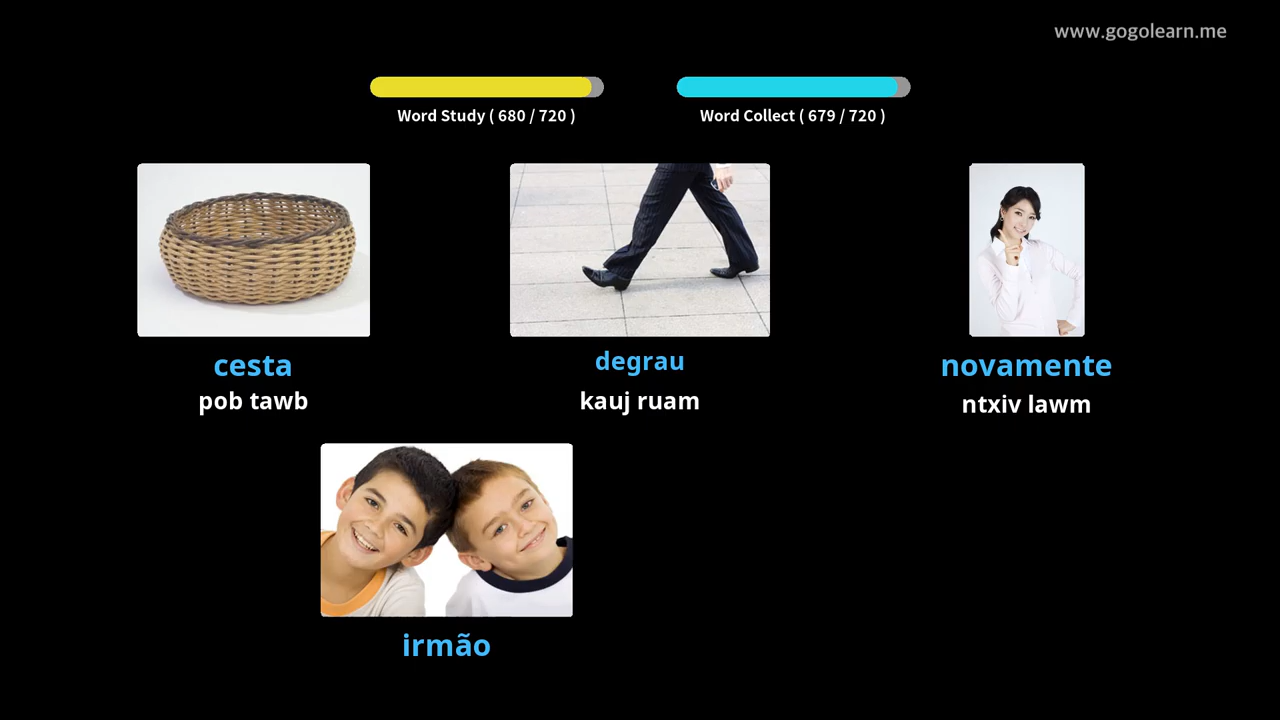 www.gogolearn.me
Word Study ( 680 / 720 )
Word Collect ( 679 / 720 )
cesta
pob tawb
degrau
kauj ruam
novamente
ntxiv lawm
irmão